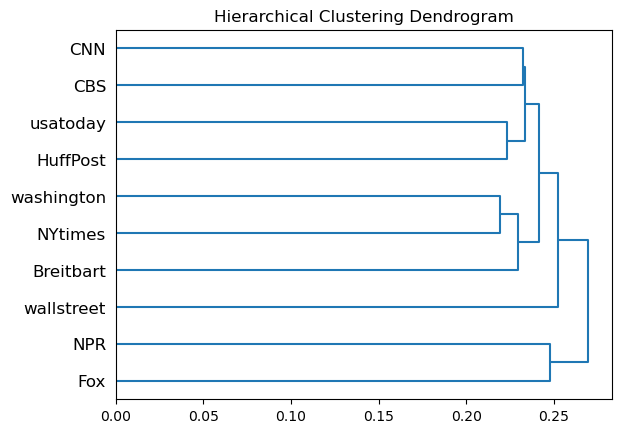 Hierarchical Clustering Dendrogram
CNN
CBS
usatoday
HuffPost
washington
NYtimes
Breitbart
wallstreet
NPR
Fox
0.00 0.05 0.10 0.15 0.20 0.25